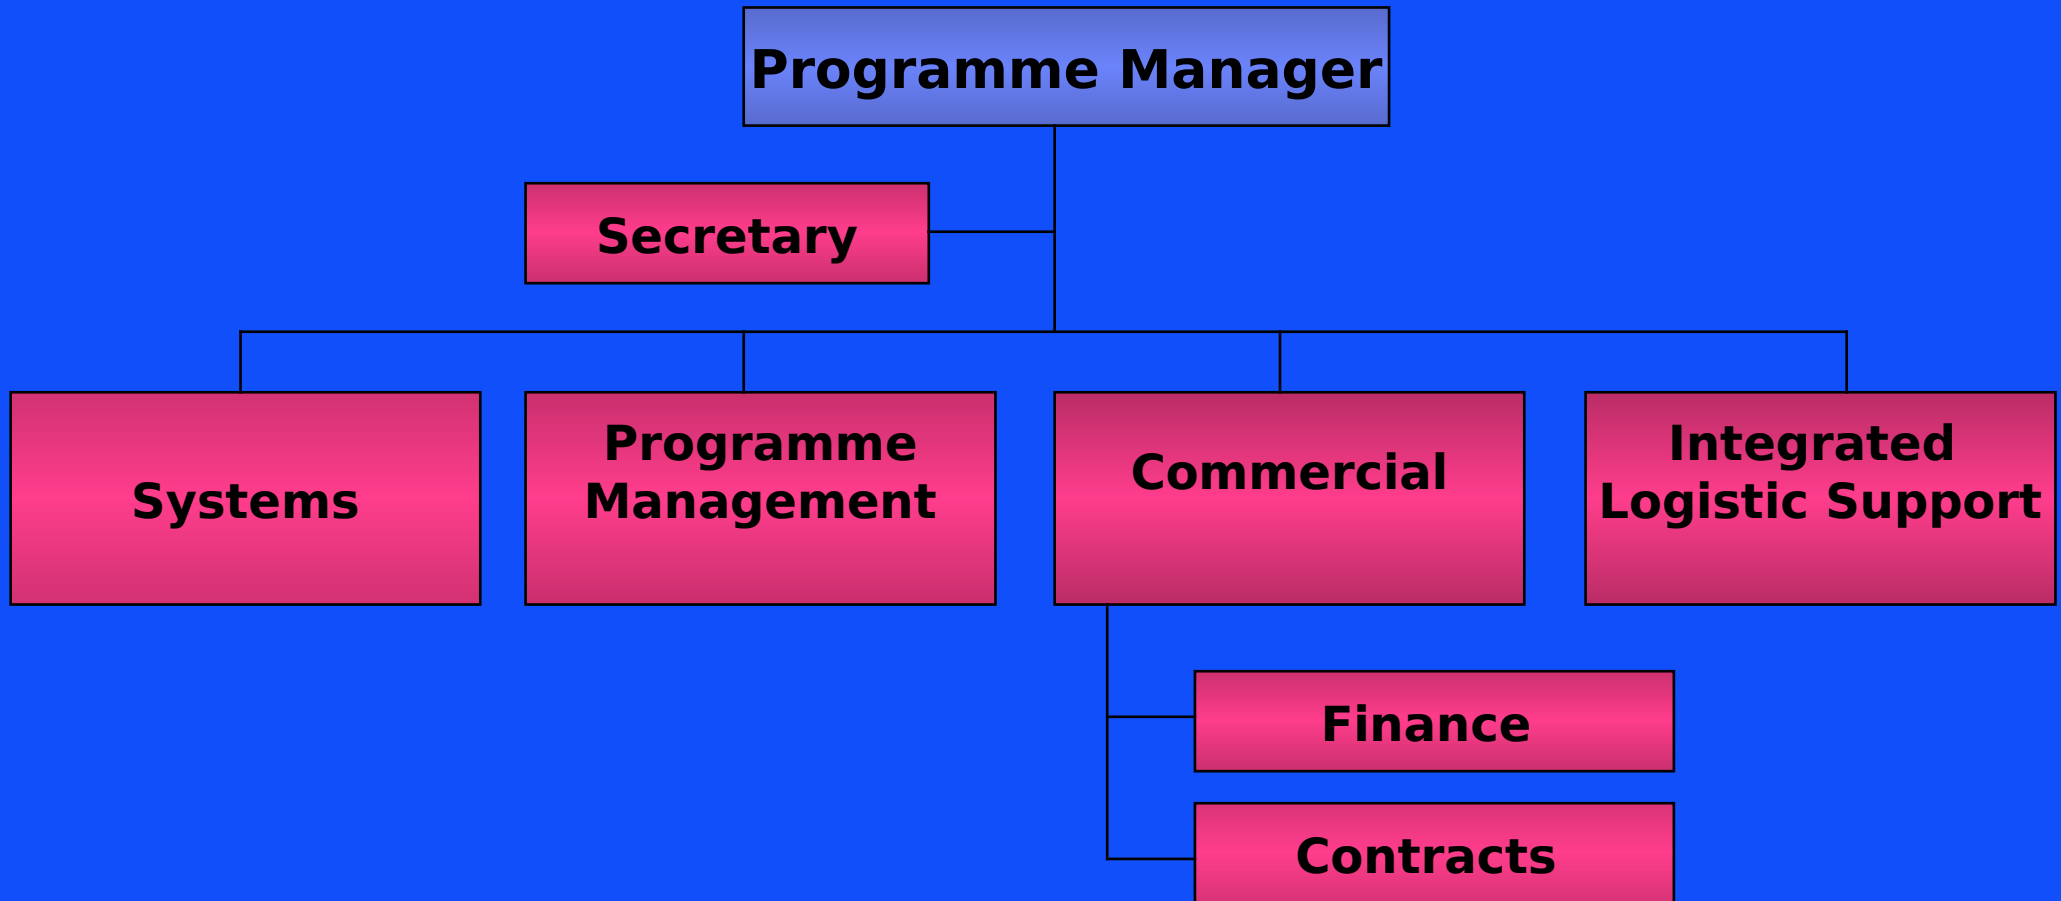 Programme Manager
Secretary
Systems
Programme
Management
Commercial
Integrated
Logistic Support
Finance
Contracts